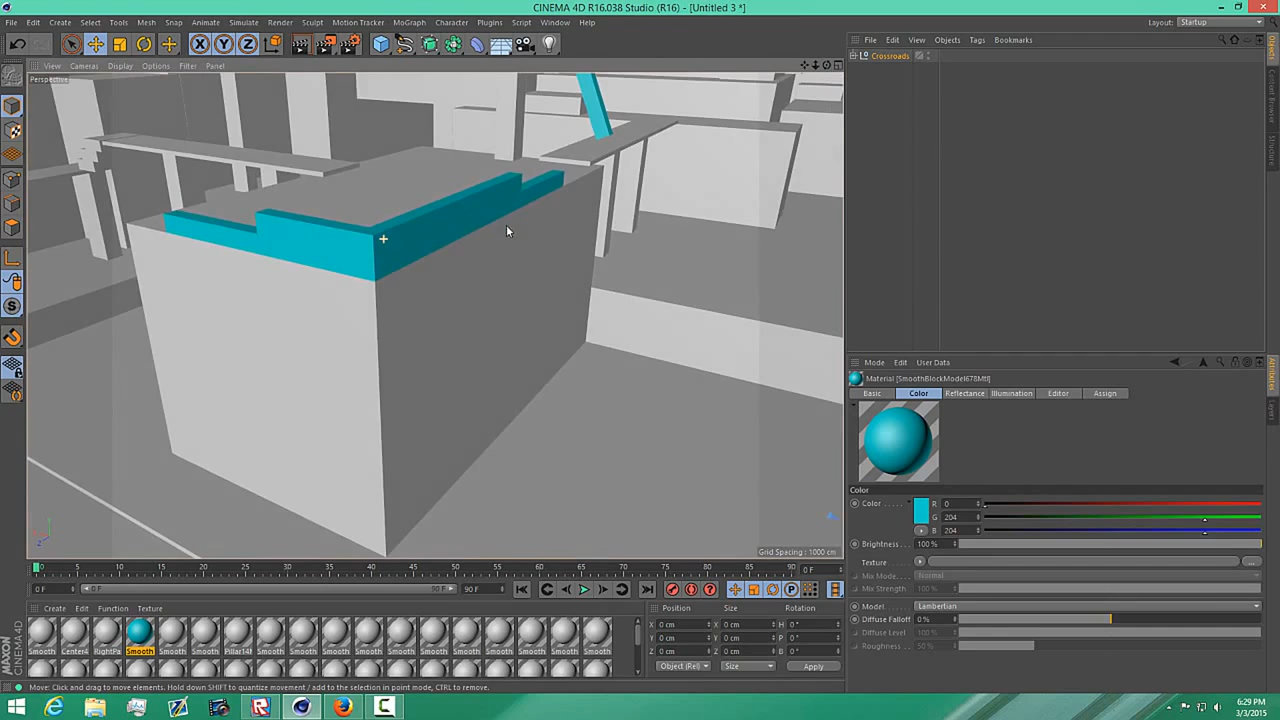 CINEMA 4D R16.038 Studio (R16) - [Untitled 3 *]
File Edit Create Select Tools Mesh Snap Animate Simulate Render Sculpt Motion Tracker MoGraph Character Plugins Script Window Help
Layout: Startup
X Y Z
File Edit View Objects Tags Bookmarks
Crossroads
View Cameras Display Options Filter Panel
Perspective
Grid Spacing : 1000 cm
Objects
Content Browser
Structure
Mode Edit User Data
Material [SmoothBlockModel678Mtl]
Basic Color Reflectance Illumination Editor Assign
Color
Color . . . . . R 0
G 204
B 204
Brightness . . . 100 %
Texture . . . . .
Mix Mode. . . . Normal
Mix Strength. . 100 %
Model . . . . . . Lambertian
Diffuse Falloff 0 %
Diffuse Level 100 %
Roughness . . 50 %
Attributes
Layers
0 5 10 15 20 25 30 35 40 45 50 55 60 65 70 75 80 85 90 0 F
0 F 0 F 90 F 90 F
Create Edit Function Texture
Smooth Center4 RightPa Smooth Smooth Smooth Pillar14M Smooth Smooth Smooth Smooth Smooth Smooth Smooth Smooth Smooth Smooth Smooth
Position Size Rotation
X 0 cm X 0 cm H 0 °
Y 0 cm Y 0 cm P 0 °
Z 0 cm Z 0 cm B 0 °
Object (Rel) Size Apply
MAXON CINEMA 4D
Move: Click and drag to move elements. Hold down SHIFT to quantize movement / add to the selection in point mode, CTRL to remove.
6:29 PM
3/3/2015